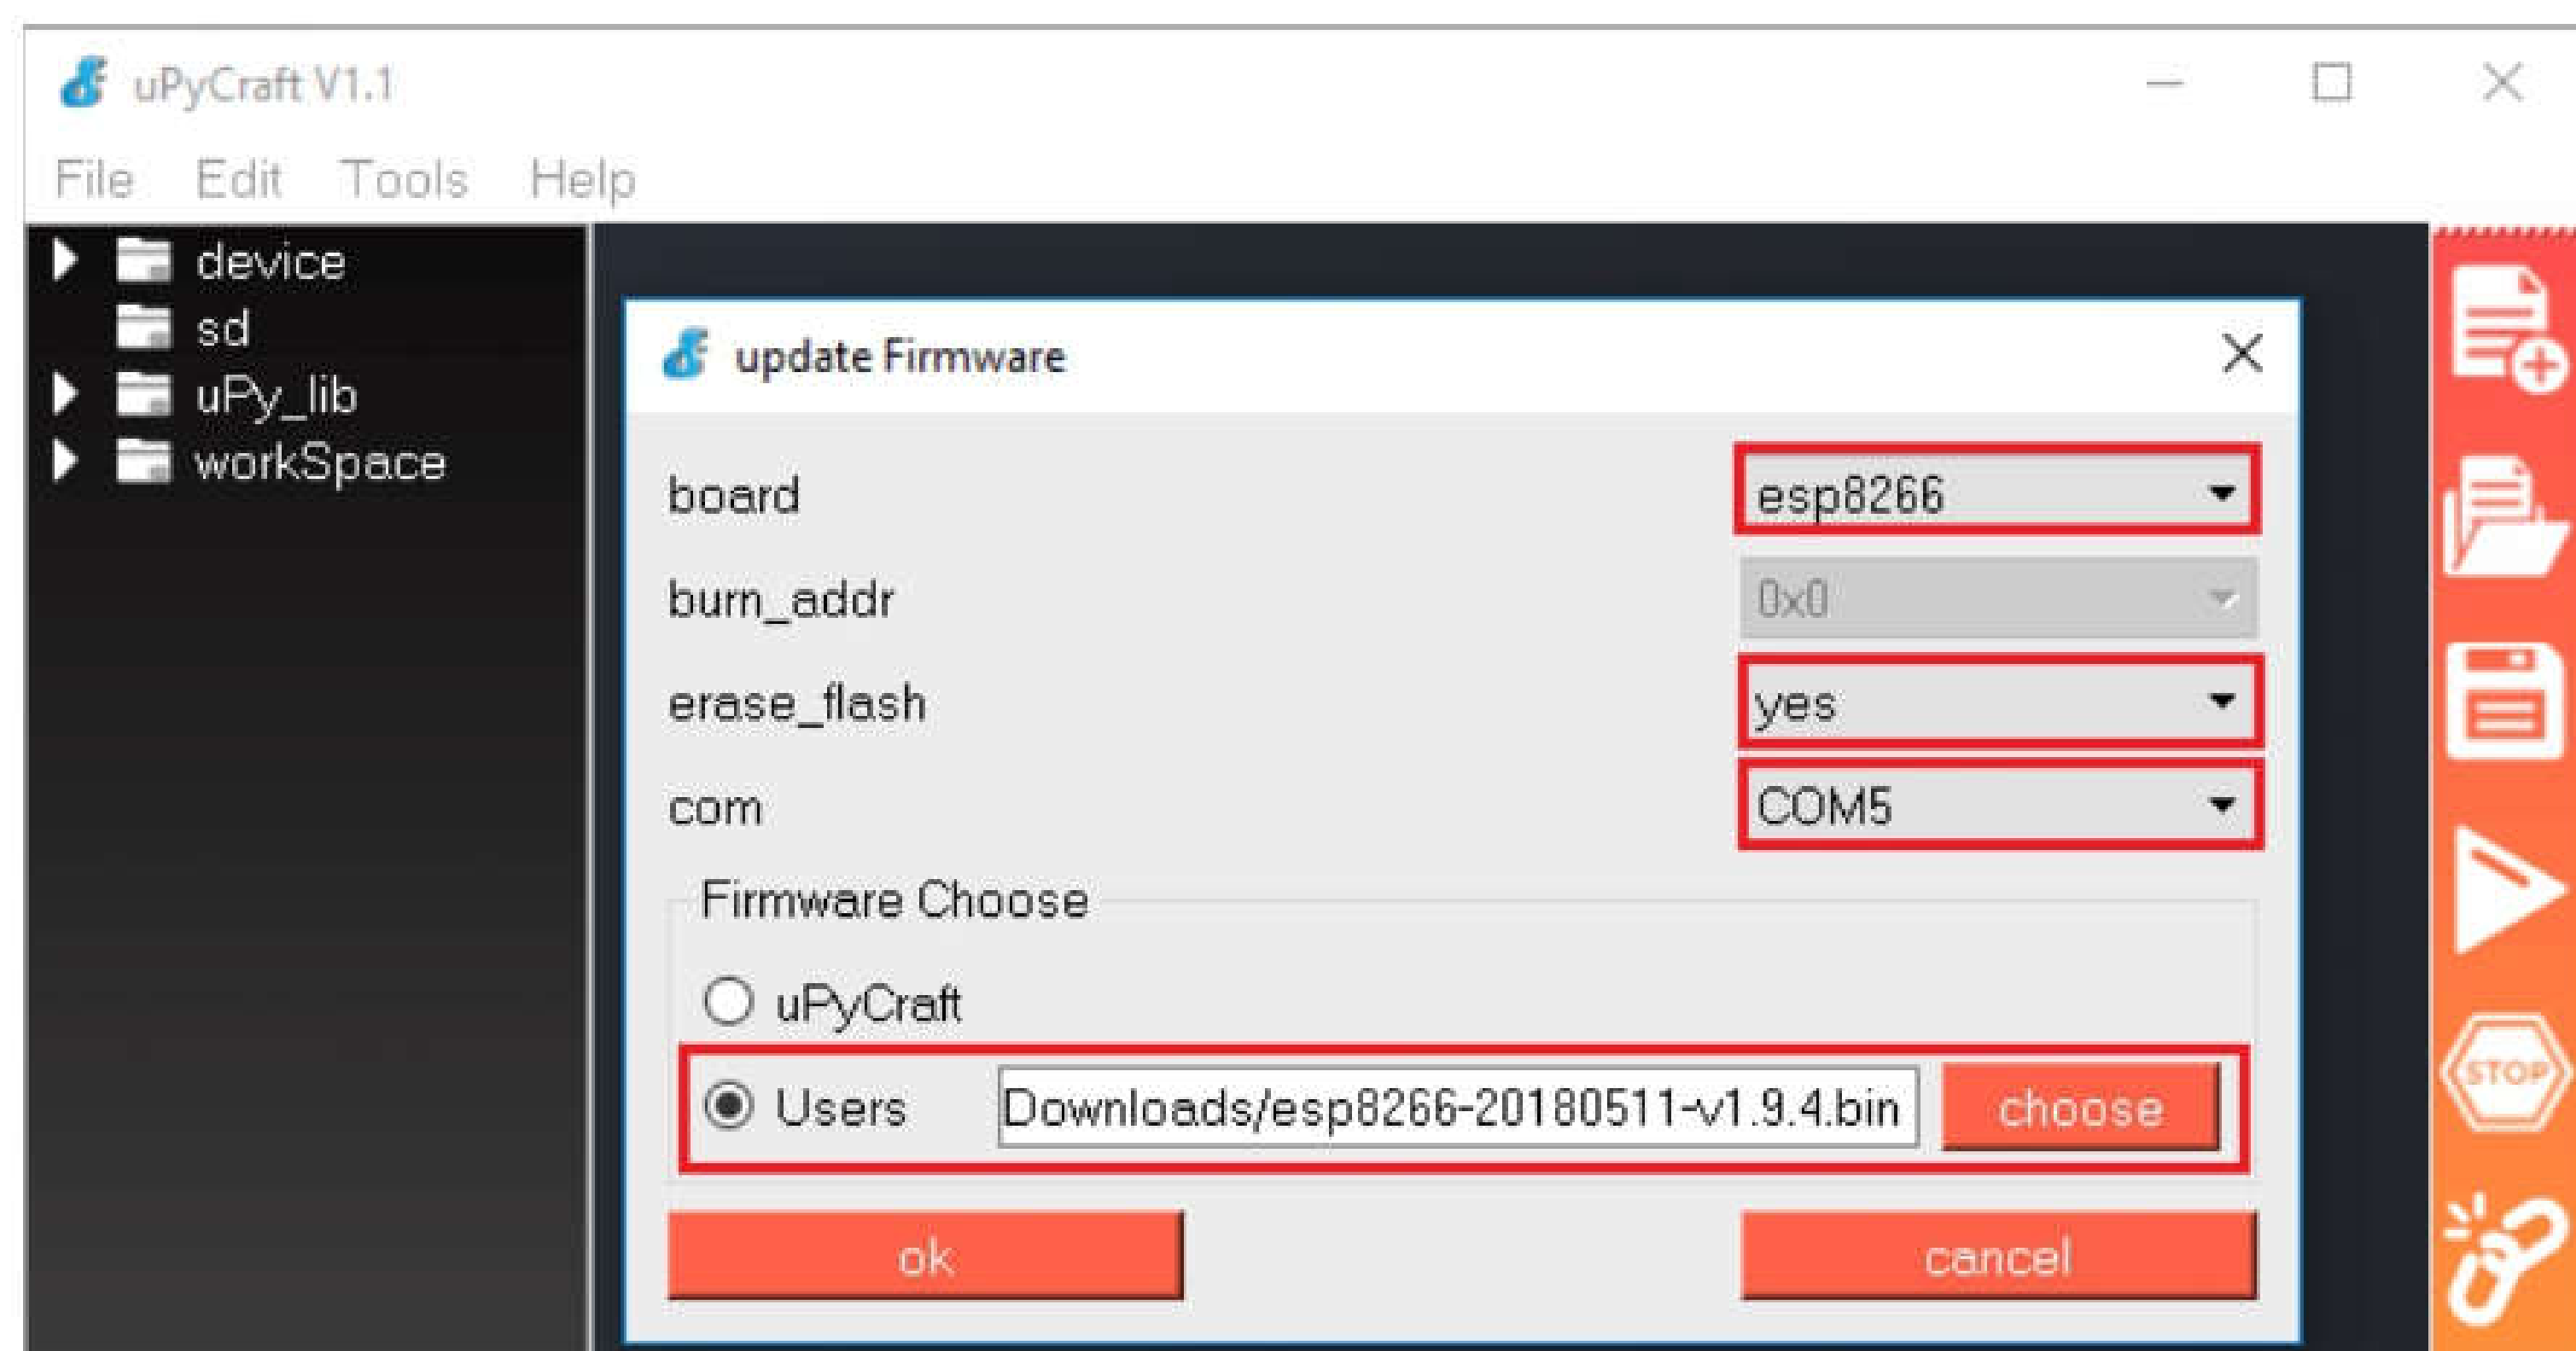 uPyCraft V1.1
File Edit Tools Help
device
sd
uPy_lib
workSpace
update Firmware
board esp8266
burn_addr 0x0
erase_flash yes
com COM5
Firmware Choose
uPyCraft
Users Downloads/esp8266-20180511-v1.9.4.bin choose
ok cancel
STOP